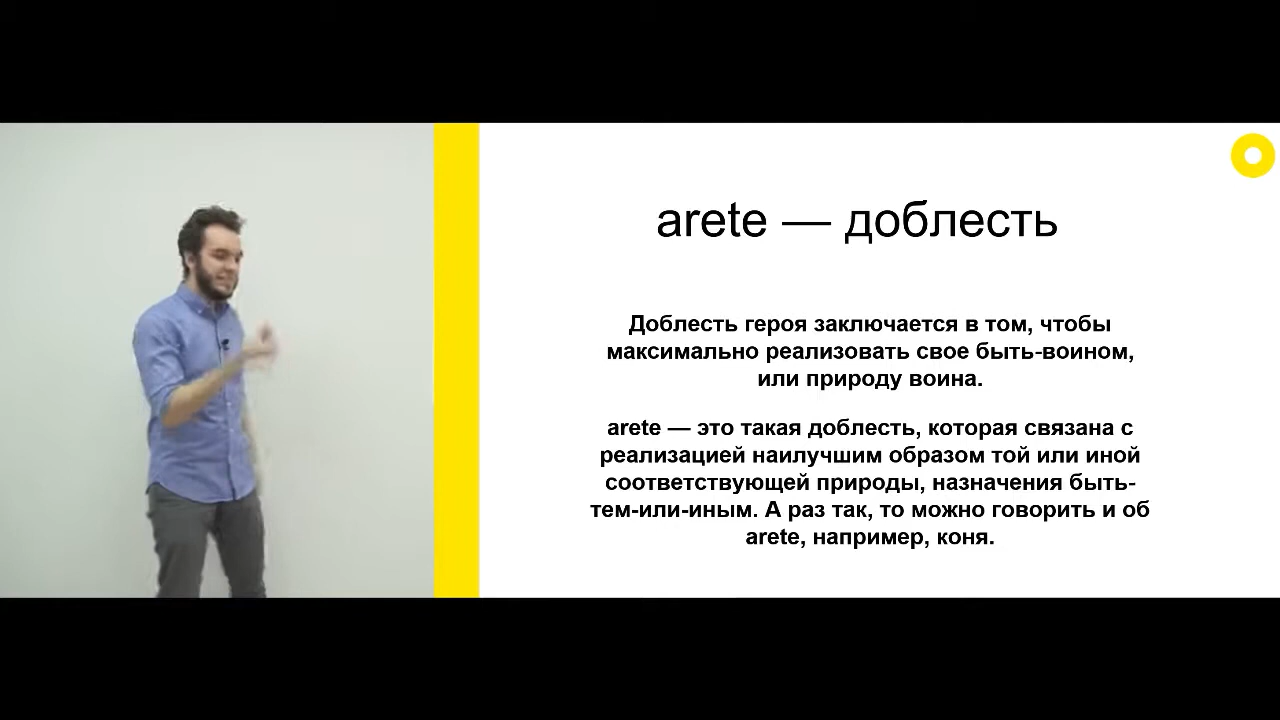 arete — доблесть
Доблесть героя заключается в том, чтобы
максимально реализовать свое быть-воином,
или природу воина.
arete — это такая доблесть, которая связана с
реализацией наилучшим образом той или иной
соответствующей природы, назначения быть-
тем-или-иным. А раз так, то можно говорить и об
arete, например, коня.